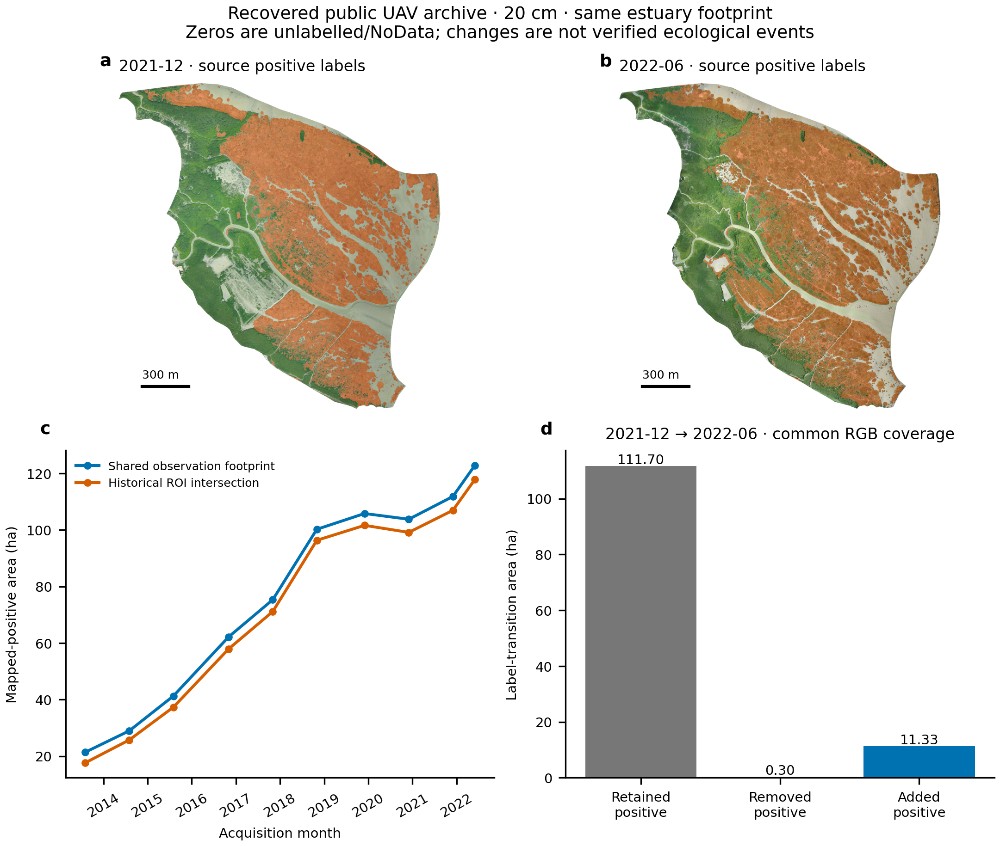 Recovered public UAV archive · 20 cm · same estuary footprint
Zeros are unlabelled/NoData; changes are not verified ecological events
a 2021-12 · source positive labels
b 2022-06 · source positive labels
300 m
300 m
c
Shared observation footprint
Historical ROI intersection
Mapped-positive area (ha)
120
100
80
60
40
20
2014 2015 2016 2017 2018 2019 2020 2021 2022
Acquisition month
d 2021-12 → 2022-06 · common RGB coverage
Label-transition area (ha)
100
80
60
40
20
0
111.70
0.30
11.33
Retained positive
Removed positive
Added positive